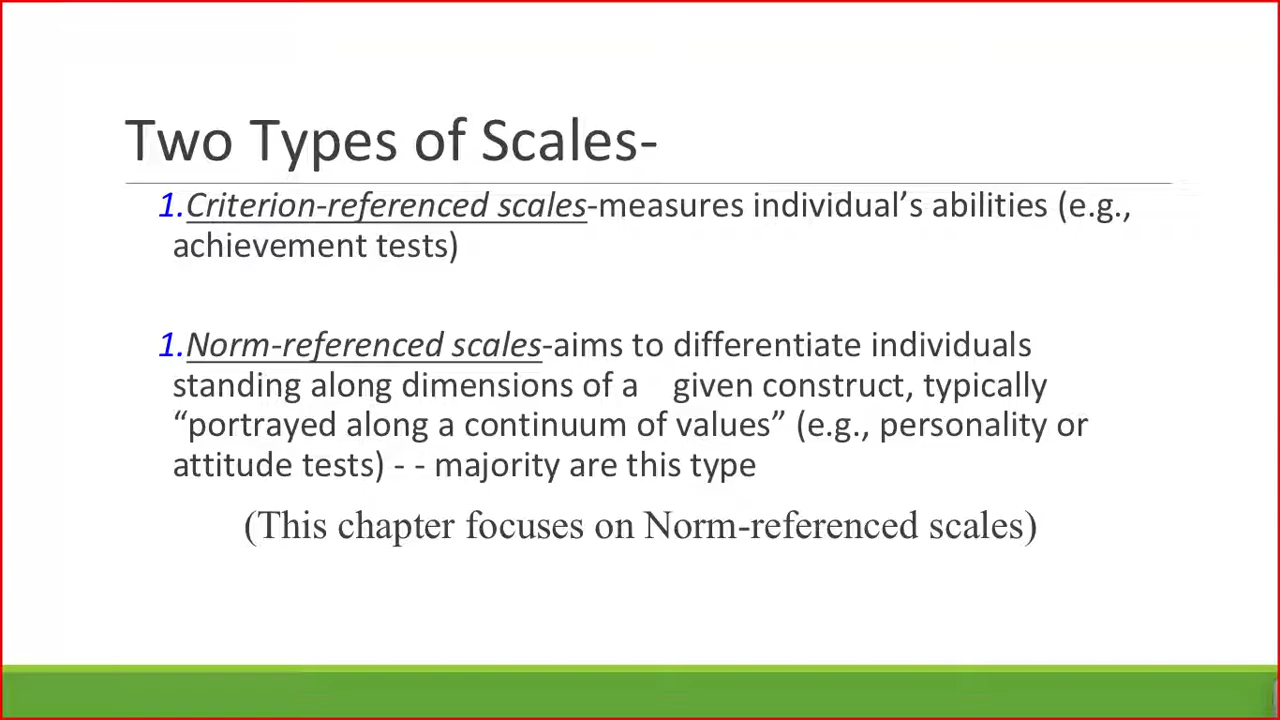 Two Types of Scales-
1.Criterion-referenced scales-measures individual’s abilities (e.g.,
achievement tests)
1.Norm-referenced scales-aims to differentiate individuals
standing along dimensions of a    given construct, typically
“portrayed along a continuum of values” (e.g., personality or
attitude tests) - - majority are this type
(This chapter focuses on Norm-referenced scales)